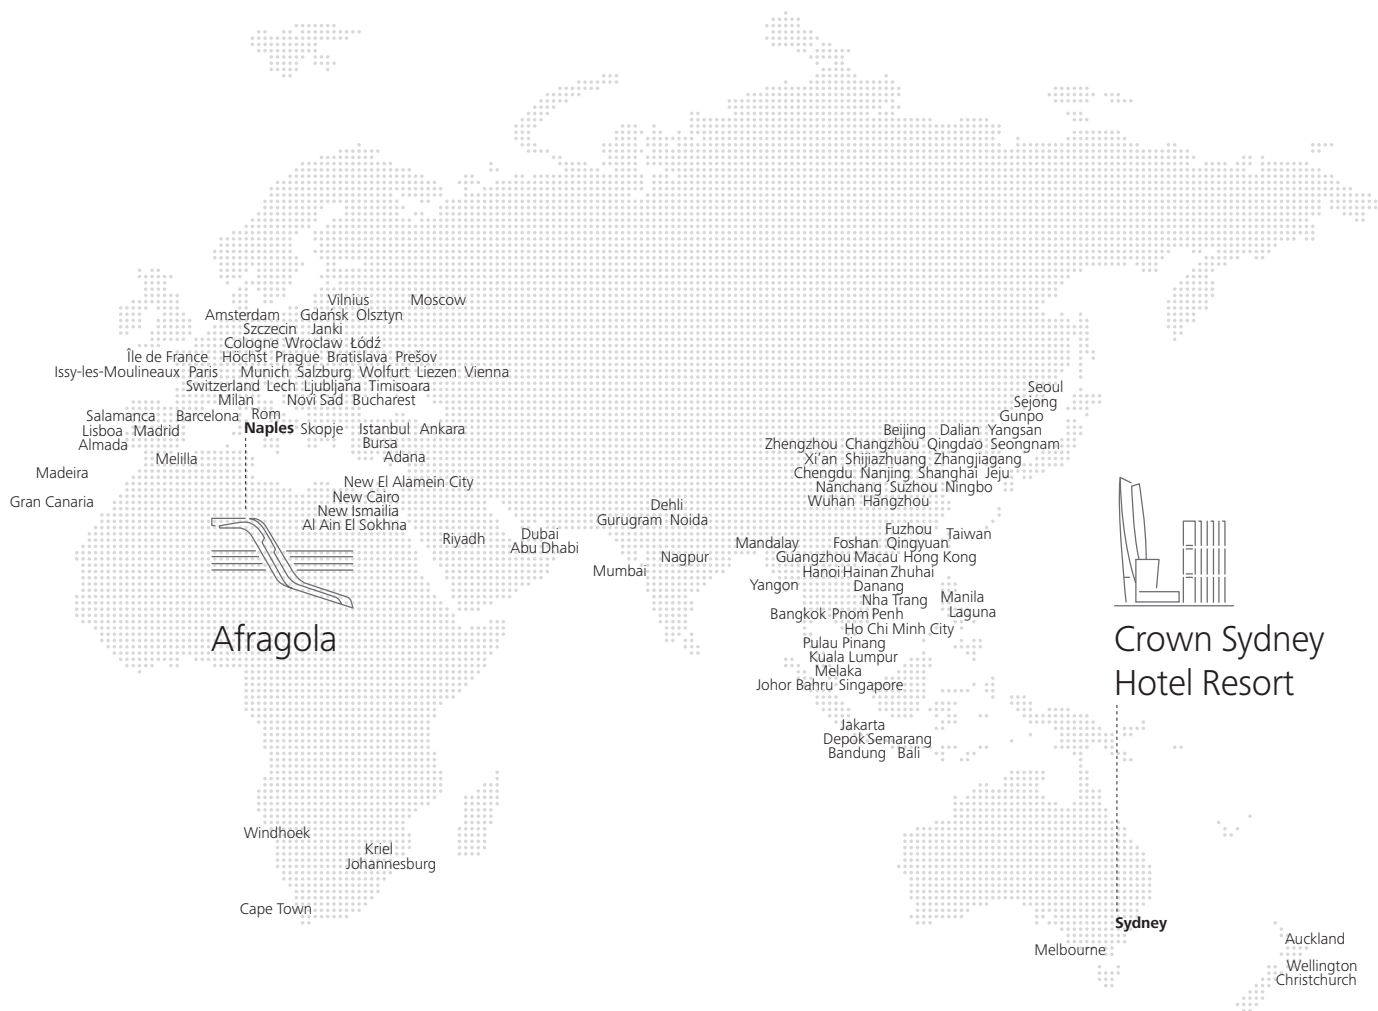 Vilnius Moscow
Amsterdam Gdańsk Olsztyn
Szczecin Janki
Cologne Wroclaw Łódź
Île de France Höchst Prague Bratislava Prešov
Issy-les-Moulineaux Paris Munich Salzburg Wolfurt Liezen Vienna
Switzerland Lech Ljubljana Timisoara
Milan Novi Sad Bucharest
Salamanca Barcelona Rom
Naples Skopje Istanbul Ankara
Lisboa Madrid
Bursa
Almada
Adana
Melilla
Madeira
New El Alamein City
New Cairo
Gran Canaria
New Ismailia
Al Ain El Sokhna
Riyadh
Dubai
Abu Dhabi
Dehli
Gurugram Noida
Nagpur
Mumbai
Seoul
Sejong
Gunpo
Beijing Dalian Yangsan
Zhengzhou Changzhou Qingdao Seongnam
Xi'an Shijiazhuang Zhangjiagang
Chengdu Nanjing Shanghai Jeju
Nanchang Suzhou Ningbo
Wuhan Hangzhou
Fuzhou
Taiwan
Mandalay Foshan Qingyuan
Guangzhou Macau Hong Kong
Hanoi Hainan Zhuhai
Yangon Danang
Nha Trang Manila
Bangkok Pnom Penh Laguna
Ho Chi Minh City
Pulau Pinang
Kuala Lumpur
Melaka
Johor Bahru Singapore
Jakarta
Depok Semarang
Bandung Bali
Afragola
Crown Sydney
Hotel Resort
Windhoek
Kriel
Johannesburg
Cape Town
Sydney
Melbourne
Auckland
Wellington
Christchurch